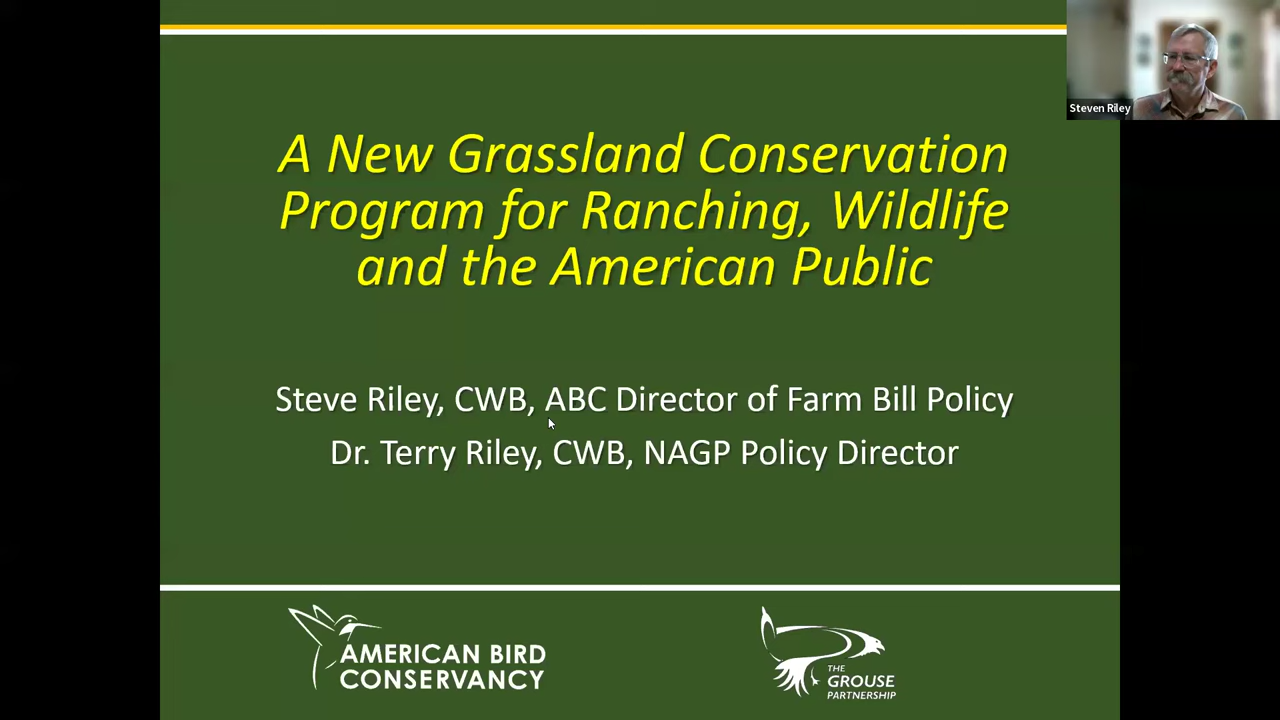 Steven Riley
A New Grassland Conservation
Program for Ranching, Wildlife
and the American Public
Steve Riley, CWB, ABC Director of Farm Bill Policy
Dr. Terry Riley, CWB, NAGP Policy Director
AMERICAN BIRD
CONSERVANCY
THE
GROUSE
PARTNERSHIP